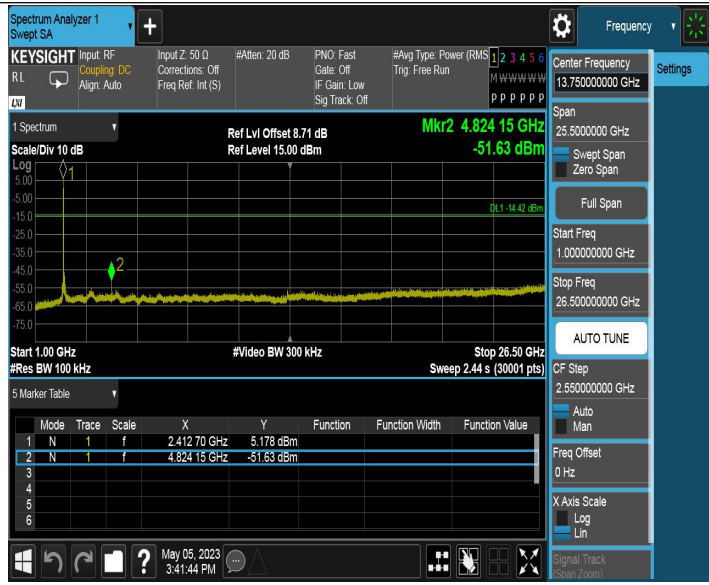 Spectrum Analyzer 1
Swept SA
Frequency
KEYSIGHT
RL
LXI
Input: RF
Coupling: DC
Align: Auto
Input Z: 50 Ω
Corrections: Off
Freq Ref: Int (S)
#Atten: 20 dB
PNO: Fast
Gate: Off
IF Gain: Low
Sig Track: Off
#Avg Type: Power (RMS
Trig: Free Run
1 2 3 4 5 6
M W W W W W
P P P P P P
1 Spectrum
Scale/Div 10 dB
Ref Lvl Offset 8.71 dB
Ref Level 15.00 dBm
Mkr2 4.824 15 GHz
-51.63 dBm
Log
5.00
-5.00
-15.0
-25.0
-35.0
-45.0
-55.0
-65.0
-75.0
1
2
DL1 -14.42 dBm
Start 1.00 GHz
#Res BW 100 kHz
#Video BW 300 kHz
Stop 26.50 GHz
Sweep 2.44 s (30001 pts)
5 Marker Table
Mode Trace Scale X Y Function Function Width Function Value
1 N 1 f 2.412 70 GHz 5.178 dBm
2 N 1 f 4.824 15 GHz -51.63 dBm
3
4
5
6
May 05, 2023
3:41:44 PM
Center Frequency
13.750000000 GHz
Settings
Span
25.5000000 GHz
Swept Span
Zero Span
Full Span
Start Freq
1.000000000 GHz
Stop Freq
26.500000000 GHz
AUTO TUNE
CF Step
2.550000000 GHz
Auto
Man
Freq Offset
0 Hz
X Axis Scale
Log
Lin
Signal Track
(Span Zoom)